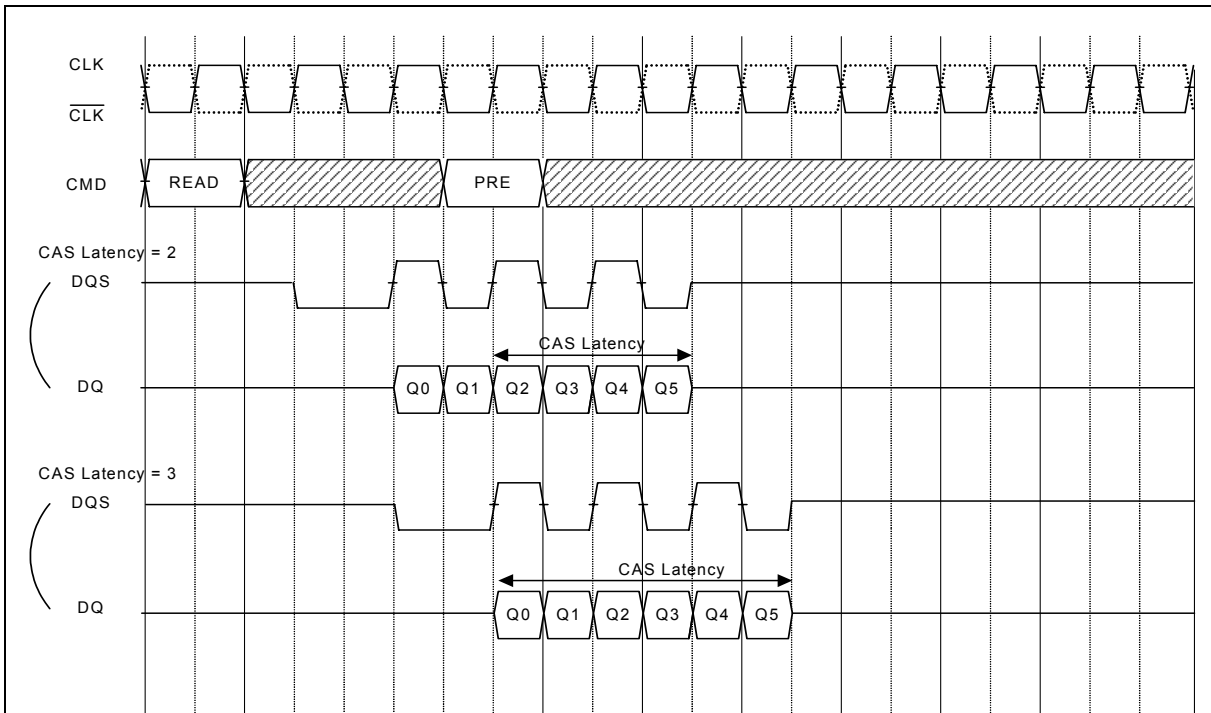 CLK
CLK
CMD READ PRE
CAS Latency = 2
DQS
CAS Latency
DQ Q0 Q1 Q2 Q3 Q4 Q5
CAS Latency = 3
DQS
CAS Latency
DQ Q0 Q1 Q2 Q3 Q4 Q5